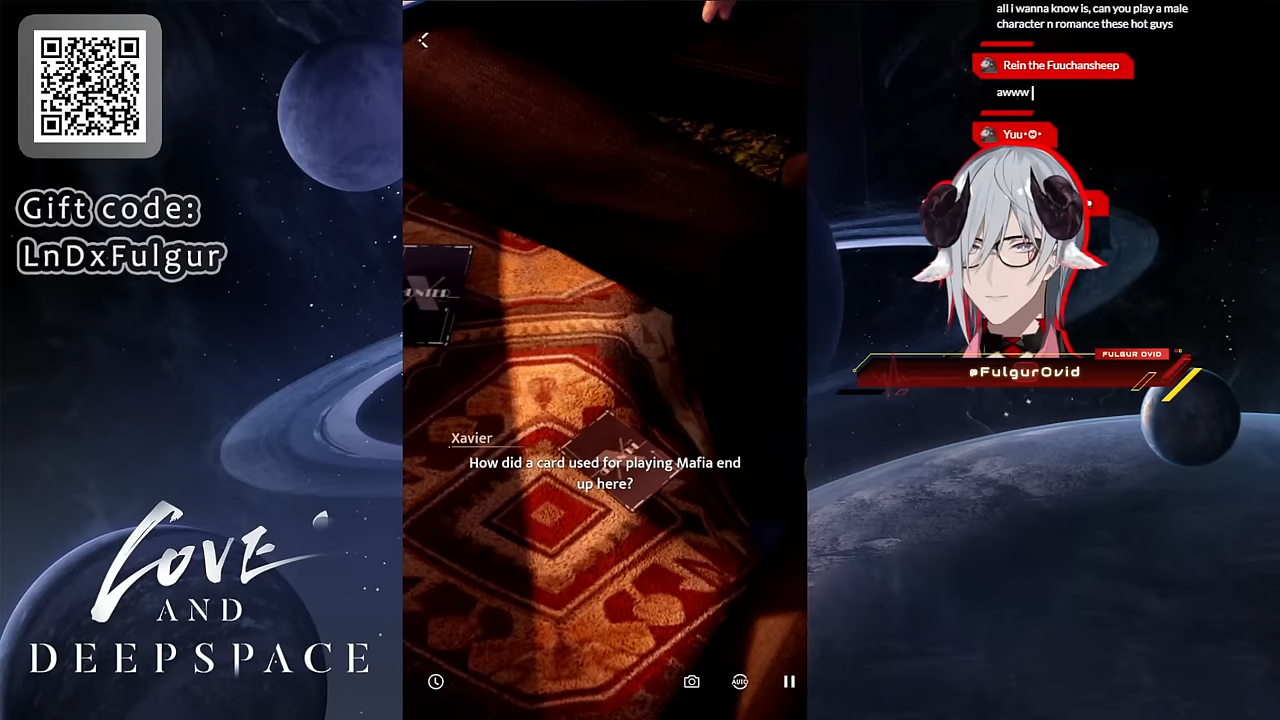 Gift code:
LnDxFulgur
LOVE
AND
DEEPSPACE
Xavier
How did a card used for playing Mafia end
up here?
AUTO
all i wanna know is, can you play a male
character n romance these hot guys
Rein the Fuuchansheep
awww
Yuu
FULGUR OVID
@FulgurOvid